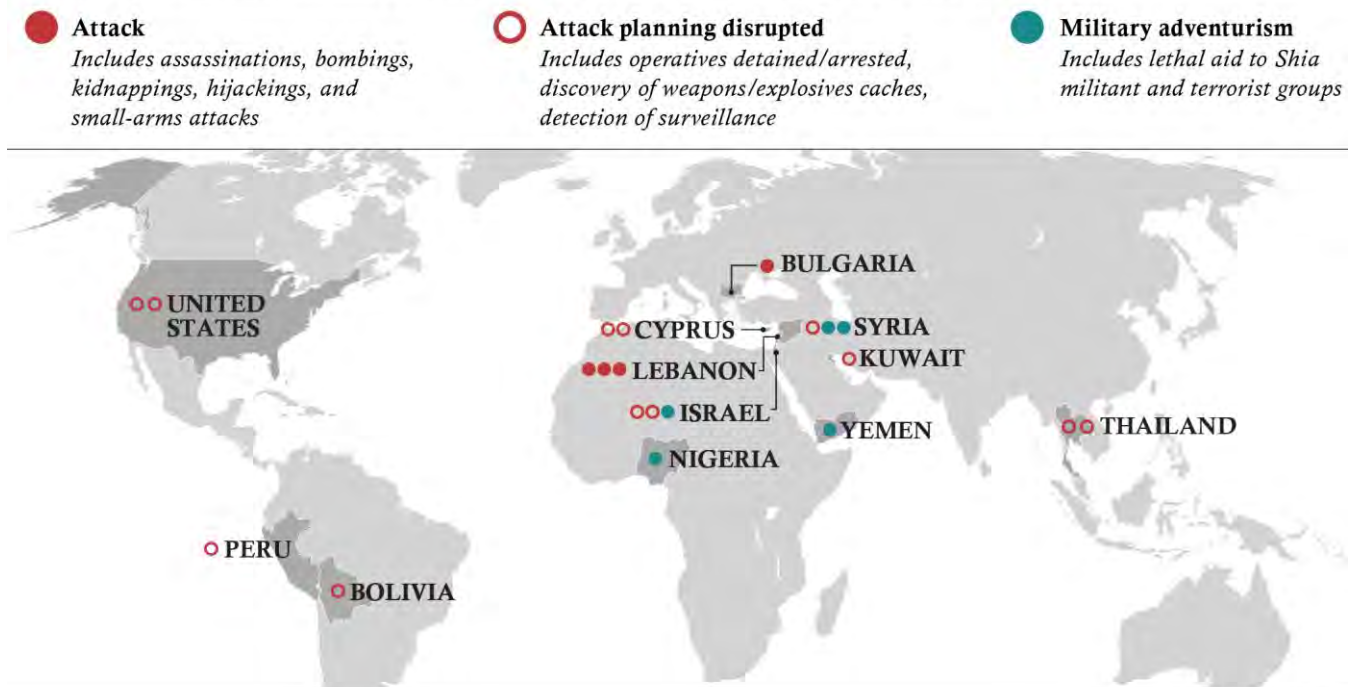 Attack
Includes assassinations, bombings,
kidnappings, hijackings, and
small-arms attacks
Attack planning disrupted
Includes operatives detained/arrested,
discovery of weapons/explosives caches,
detection of surveillance
Military adventurism
Includes lethal aid to Shia
militant and terrorist groups
BULGARIA
UNITED
STATES
CYPRUS
SYRIA
KUWAIT
LEBANON
ISRAEL
YEMEN
THAILAND
NIGERIA
PERU
BOLIVIA